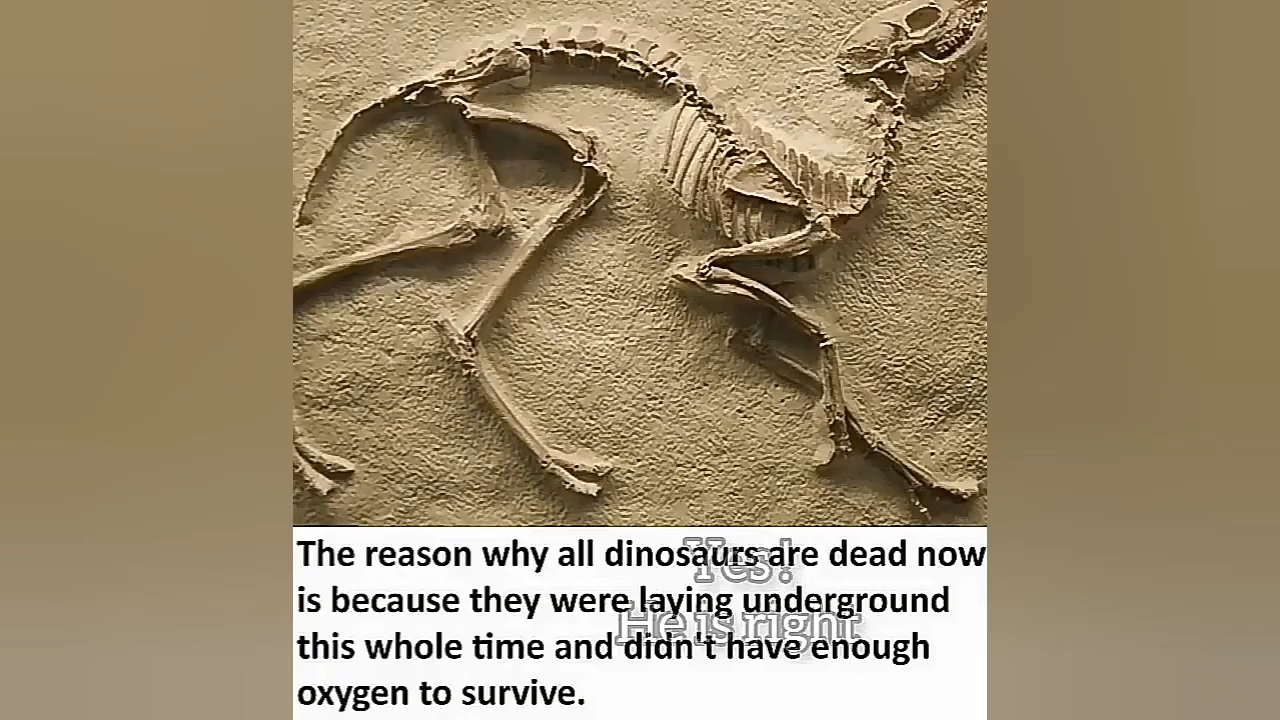 The reason why all dinosaurs are dead now
is because they were laying underground
this whole time and didn't have enough
oxygen to survive.
Yes!
He is right